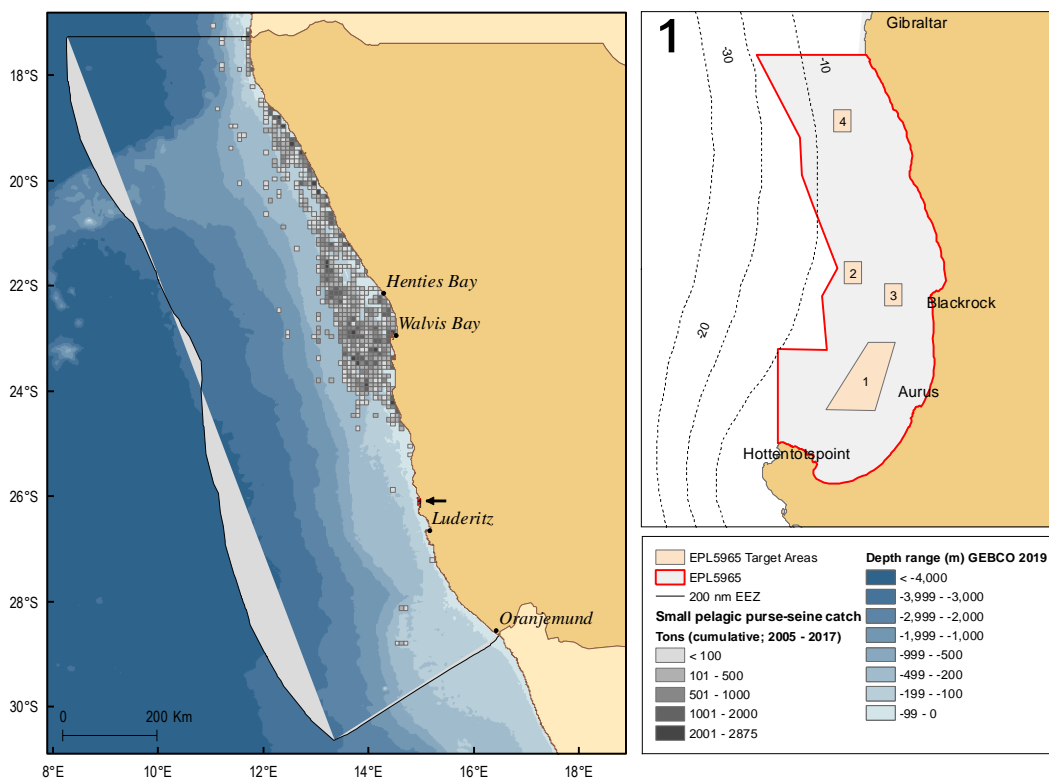 18°S
20°S
22°S
24°S
26°S
28°S
30°S
Henties Bay
Walvis Bay
Luderitz
Oranjemund
0 200 Km
8°E 10°E 12°E 14°E 16°E 18°E
1
Gibraltar
-30
-10
4
2
3
Blackrock
-20
1
Aurus
Hottentotspoint
EPL5965 Target Areas
EPL5965
200 nm EEZ
Small pelagic purse-seine catch
Tons (cumulative; 2005 - 2017)
< 100
101 - 500
501 - 1000
1001 - 2000
2001 - 2875
Depth range (m) GEBCO 2019
< -4,000
-3,999 - -3,000
-2,999 - -2,000
-1,999 - -1,000
-999 - -500
-499 - -200
-199 - -100
-99 - 0